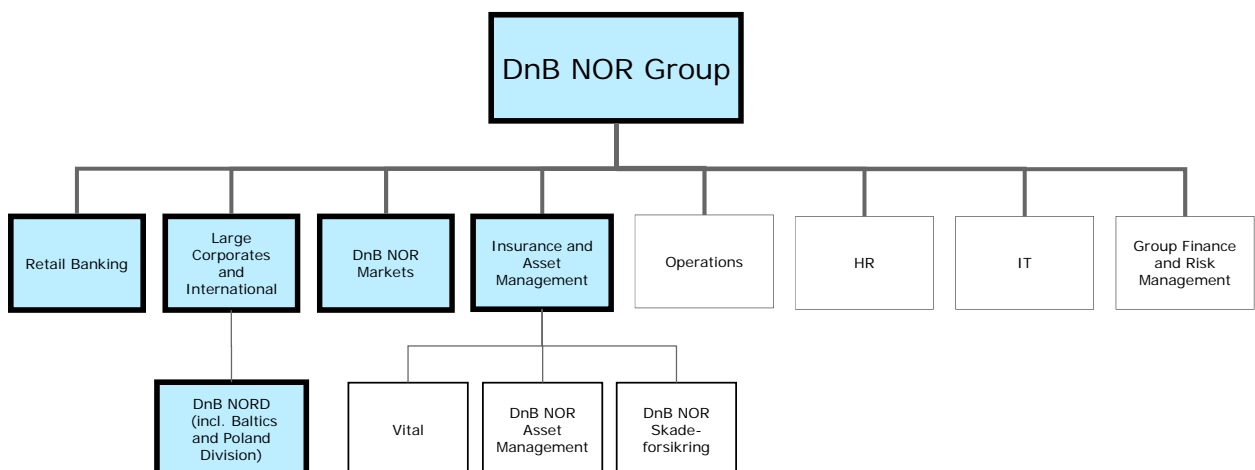 DnB NOR Group
Retail Banking
Large
Corporates
and
International
DnB NOR
Markets
Insurance and
Asset
Management
Operations
HR
IT
Group Finance
and Risk
Management
DnB NORD
(incl. Baltics
and Poland
Division)
Vital
DnB NOR
Asset
Management
DnB NOR
Skade-
forsikring